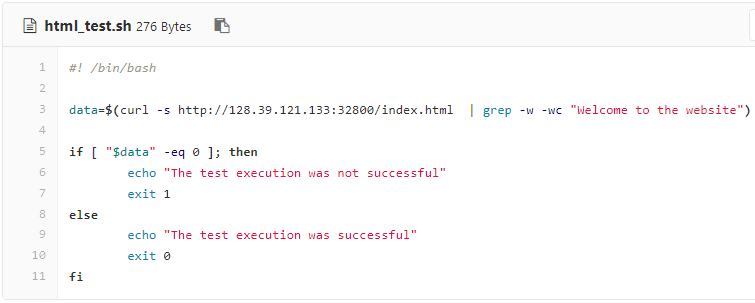 html_test.sh 276 Bytes
1 #! /bin/bash
2
3 data=$(curl -s http://128.39.121.133:32800/index.html  | grep -w -wc "Welcome to the website")
4
5 if [ "$data" -eq 0 ]; then
6         echo "The test execution was not successful"
7         exit 1
8 else
9         echo "The test execution was successful"
10         exit 0
11 fi